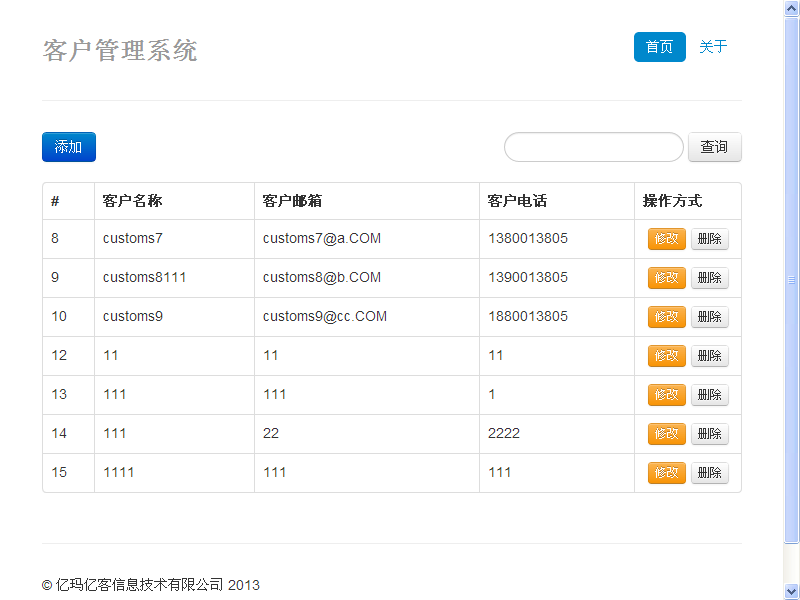 客户管理系统 首页 关于
添加 查询
# 客户名称 客户邮箱 客户电话 操作方式
8 customs7 customs7@a.COM 1380013805 修改 删除
9 customs8111 customs8@b.COM 1390013805 修改 删除
10 customs9 customs9@cc.COM 1880013805 修改 删除
12 11 11 11 修改 删除
13 111 111 1 修改 删除
14 111 22 2222 修改 删除
15 1111 111 111 修改 删除
© 亿玛亿客信息技术有限公司 2013